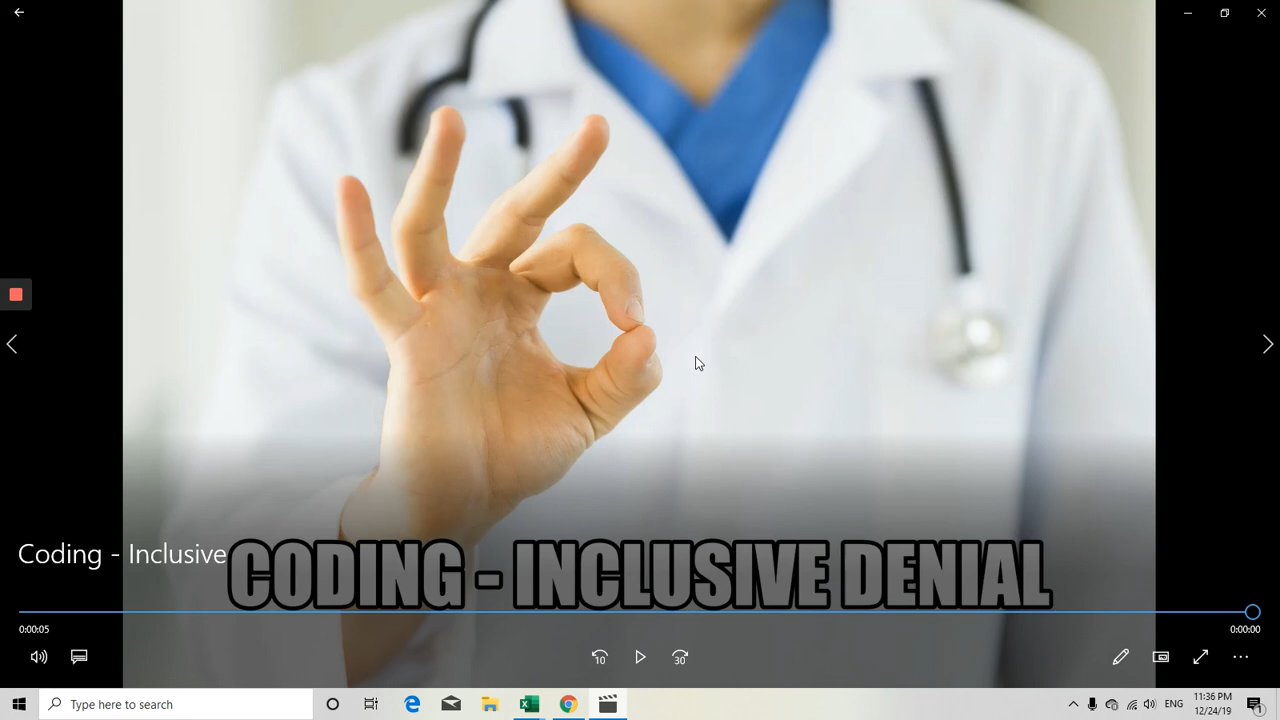 Coding - Inclusive
CODING - INCLUSIVE DENIAL
0:00:05
0:00:00
10
30
Type here to search
ENG
11:36 PM
12/24/19
1